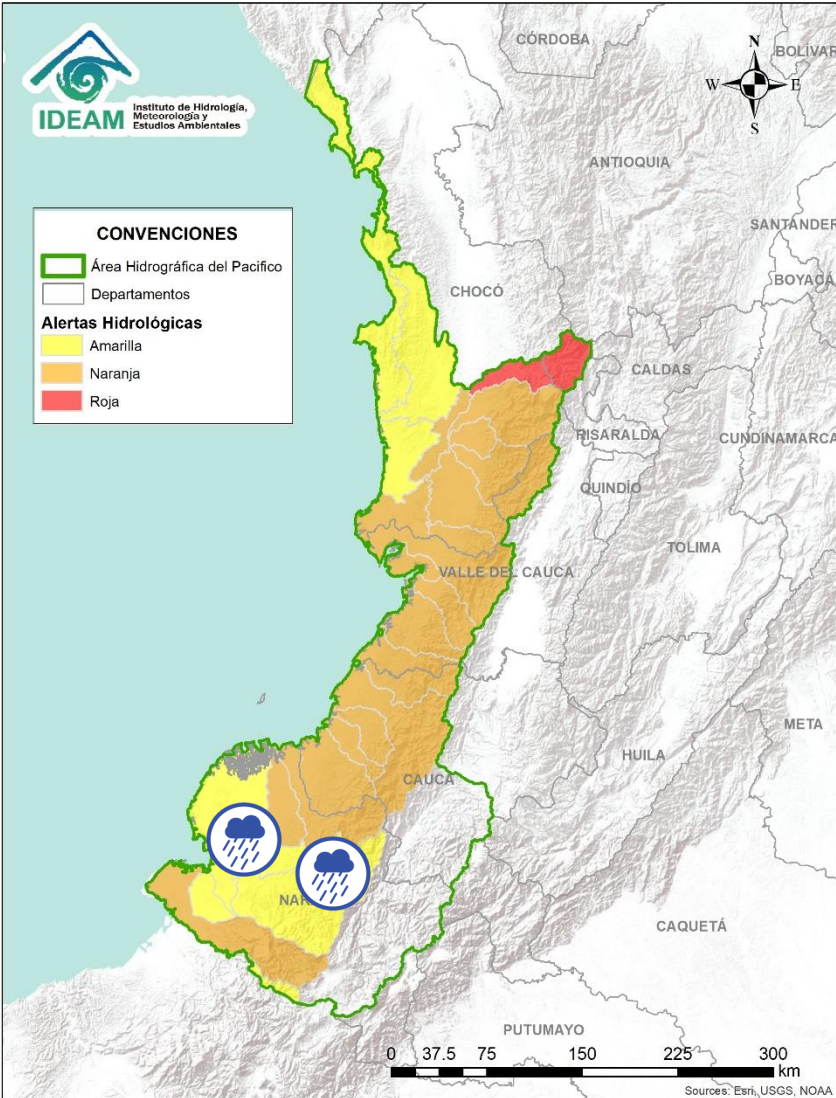 IDEAM
Instituto de Hidrología,
Meteorología y
Estudios Ambientales
CONVENCIONES
Área Hidrográfica del Pacifico
Departamentos
Alertas Hidrológicas
Amarilla
Naranja
Roja
N
W
E
S
CÓRDOBA
BOLÍVAR
ANTIOQUIA
SANTANDER
BOYACÁ
CHOCÓ
CALDAS
RISARALDA
CUNDINAMARCA
QUINDÍO
TOLIMA
VALLE DEL CAUCA
META
HUILA
CAUCA
NAR
CAQUETÁ
PUTUMAYO
0 37.5 75 150 225 300
km
Sources: Esri, USGS, NOAA